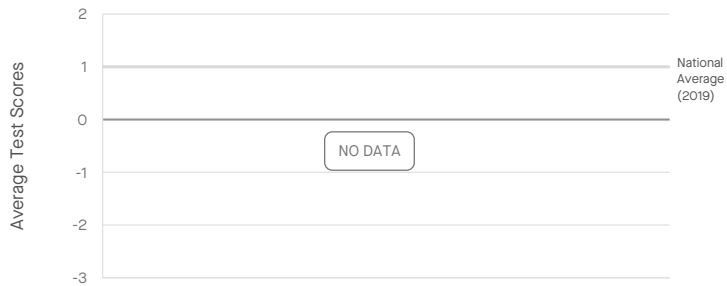 2
1
0
-1
-2
-3
Average Test Scores
National
Average
(2019)
NO DATA